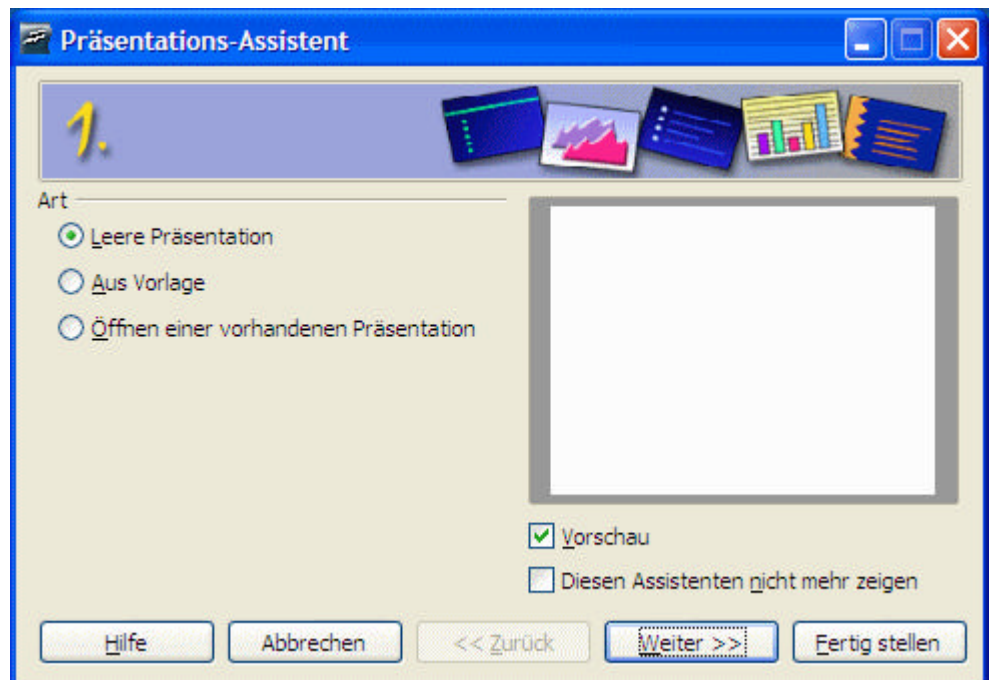 Präsentations-Assistent
1.
Art
Leere Präsentation
Aus Vorlage
Öffnen einer vorhandenen Präsentation
Vorschau
Diesen Assistenten nicht mehr zeigen
Hilfe
Abbrechen
<< Zurück
Weiter >>
Fertig stellen